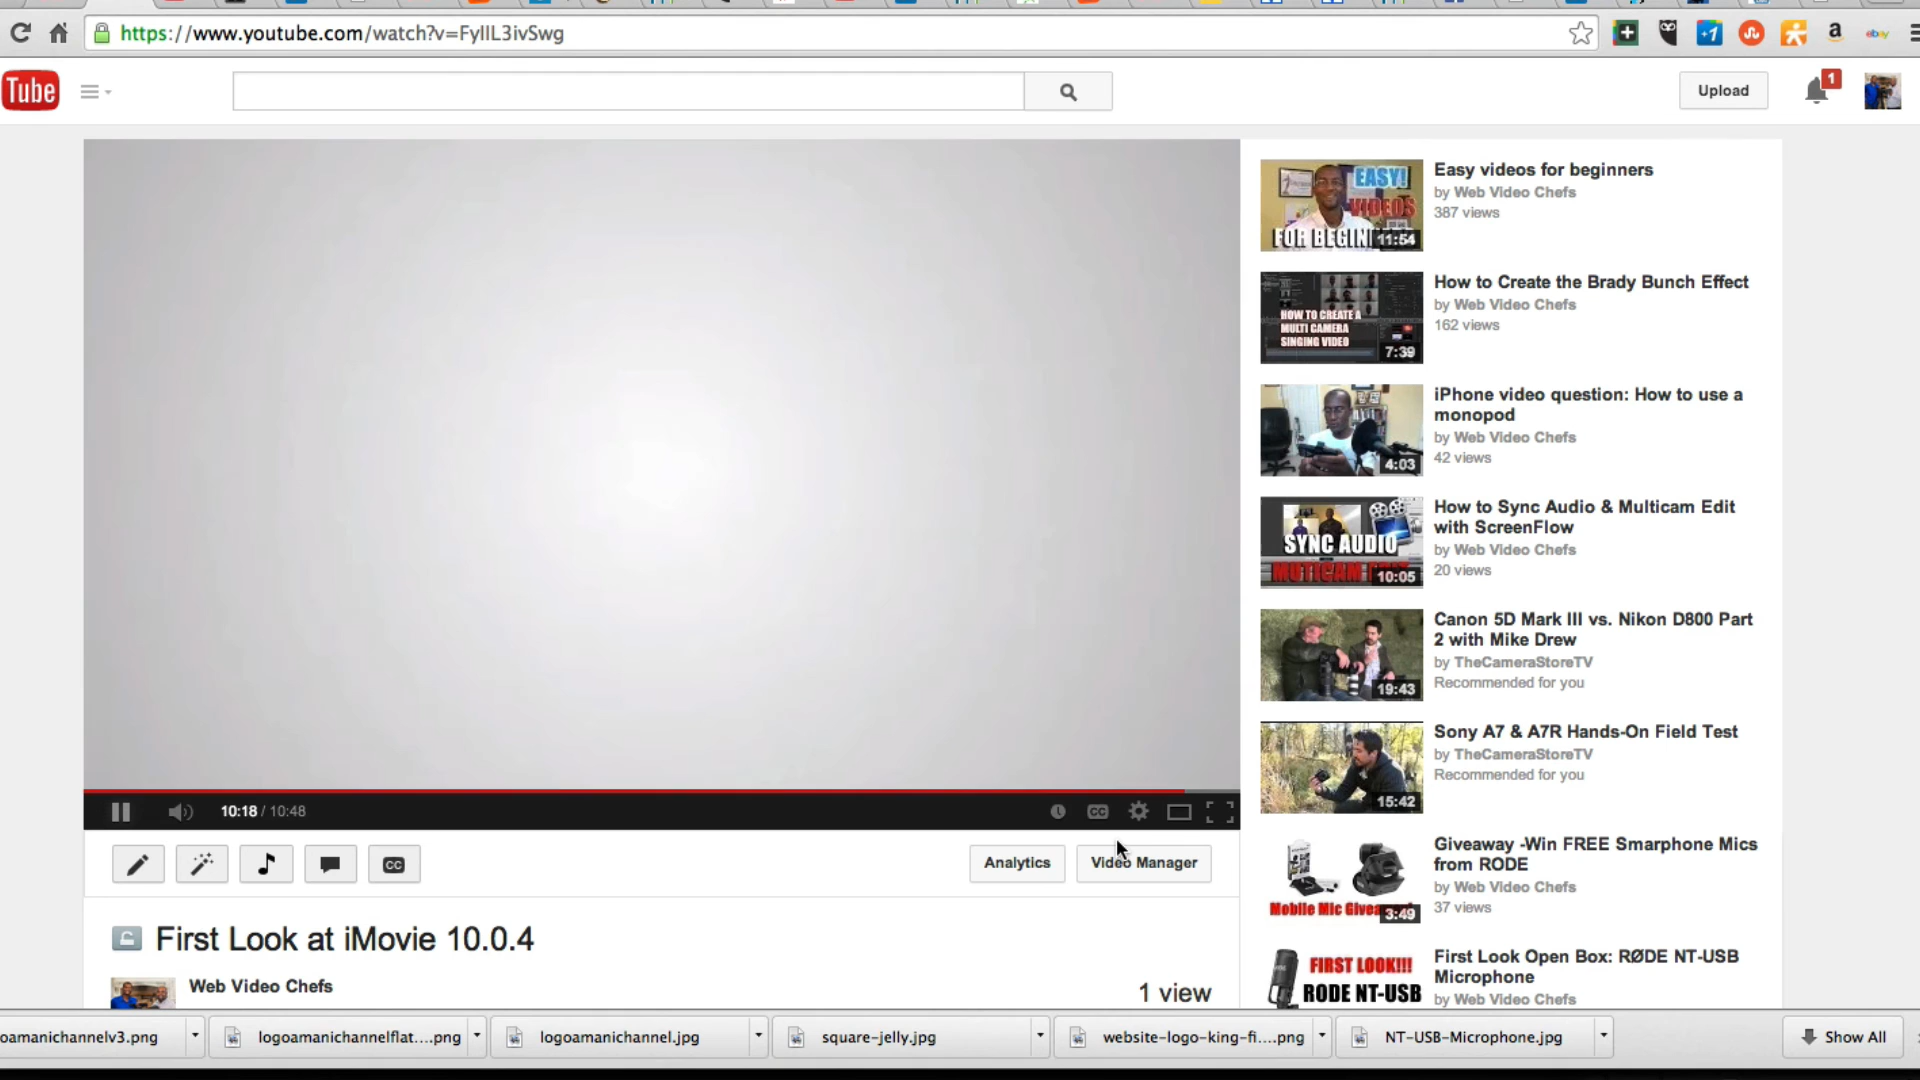 https://www.youtube.com/watch?v=FyllL3ivSwg
+1
a
ebay
Tube
Upload
1
EASY!
VIDEOS
FOR BEGIN
11:54
Easy videos for beginners
by Web Video Chefs
387 views
HOW TO CREATE A
MULTI CAMERA
SINGING VIDEO
7:39
How to Create the Brady Bunch Effect
by Web Video Chefs
162 views
4:03
iPhone video question: How to use a
monopod
by Web Video Chefs
42 views
SYNC AUDIO
MUTICAM
10:05
How to Sync Audio & Multicam Edit
with ScreenFlow
by Web Video Chefs
20 views
19:43
Canon 5D Mark III vs. Nikon D800 Part
2 with Mike Drew
by TheCameraStoreTV
Recommended for you
15:42
Sony A7 & A7R Hands-On Field Test
by TheCameraStoreTV
Recommended for you
Mobile Mic Givea
3:49
Giveaway -Win FREE Smarphone Mics
from RODE
by Web Video Chefs
37 views
FIRST LOOK!!!
RODE NT-USB
First Look Open Box: RØDE NT-USB
Microphone
by Web Video Chefs
10:18 / 10:48
CC
CC
Analytics
Video Manager
First Look at iMovie 10.0.4
Web Video Chefs
1 view
oamanichannelv3.png
logoamanichannelflat....png
logoamanichannel.jpg
square-jelly.jpg
website-logo-king-fi....png
NT-USB-Microphone.jpg
Show All